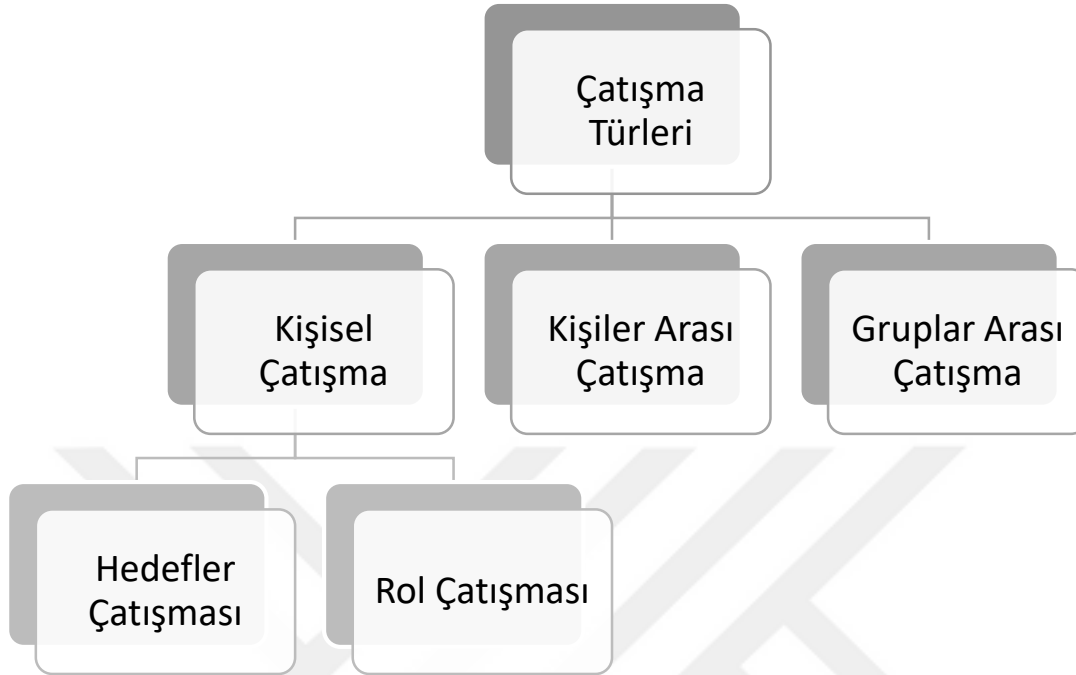 Çatışma
Türleri
Kişisel
Çatışma
Kişiler Arası
Çatışma
Gruplar Arası
Çatışma
Hedefler
Çatışması
Rol Çatışması